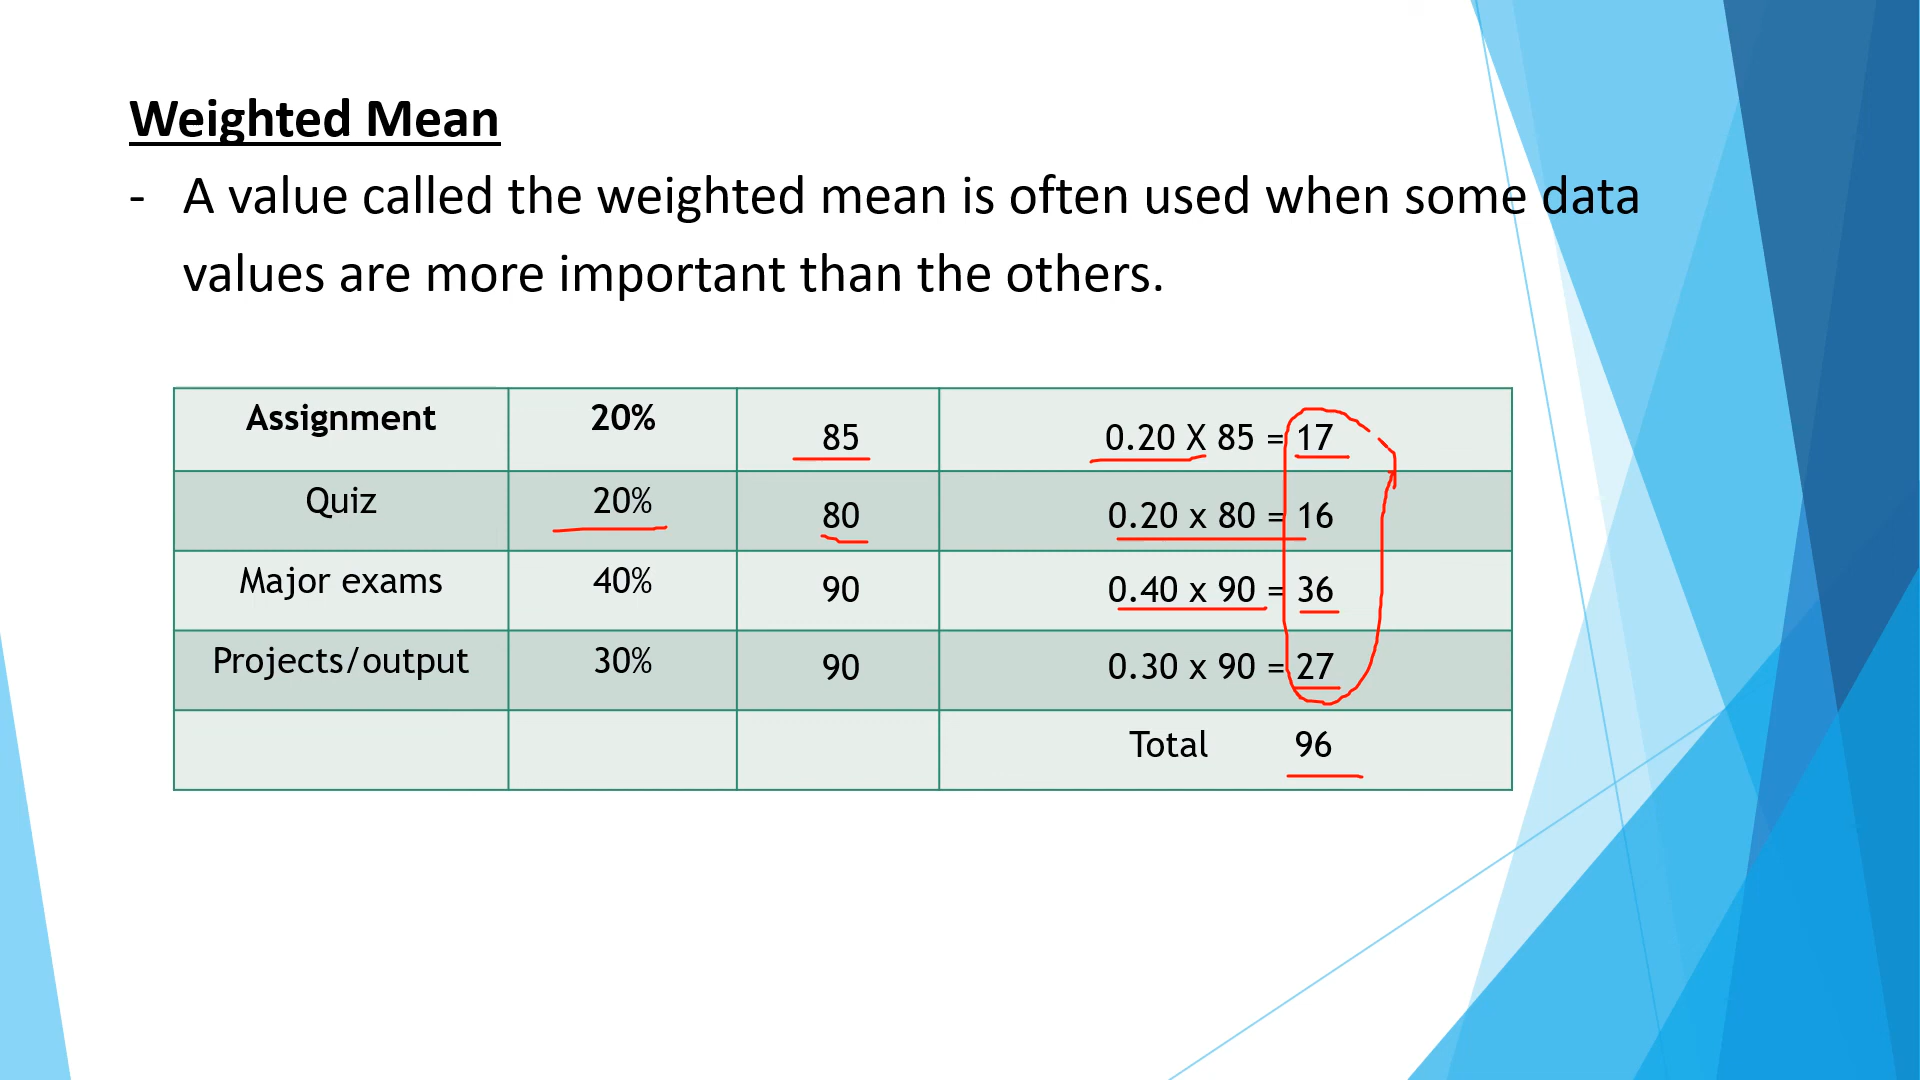 Weighted Mean
- A value called the weighted mean is often used when some data
values are more important than the others.
Assignment 20% 85 0.20 X 85 = 17
Quiz 20% 80 0.20 x 80 = 16
Major exams 40% 90 0.40 x 90 = 36
Projects/output 30% 90 0.30 x 90 = 27
Total 96